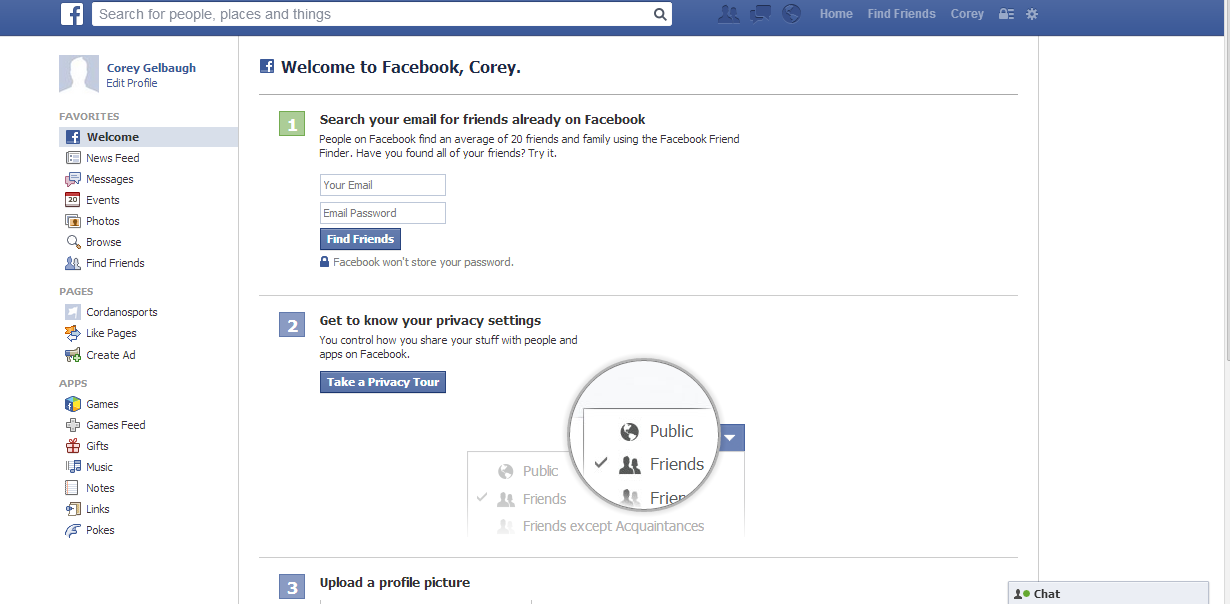 Search for people, places and things
Home Find Friends Corey
Corey Gelbaugh
Edit Profile
FAVORITES
Welcome
News Feed
Messages
20 Events
Photos
Browse
Find Friends
PAGES
Cordanosports
Like Pages
Create Ad
APPS
Games
Games Feed
Gifts
Music
Notes
Links
Pokes
Welcome to Facebook, Corey.
1 Search your email for friends already on Facebook
People on Facebook find an average of 20 friends and family using the Facebook Friend
Finder. Have you found all of your friends? Try it.
Your Email
Email Password
Find Friends
Facebook won't store your password.
2 Get to know your privacy settings
You control how you share your stuff with people and
apps on Facebook.
Take a Privacy Tour
Public
Friends
Public
Friends
Friends except Acquaintances
3 Upload a profile picture
Chat